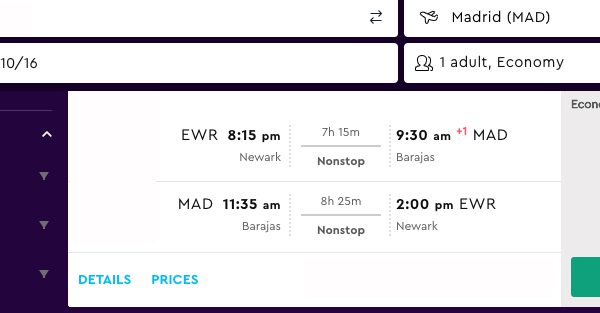 Madrid (MAD)
10/16
1 adult, Economy
EWR 8:15 pm 7h 15m 9:30 am +1 MAD
Newark Nonstop Barajas
MAD 11:35 am 8h 25m 2:00 pm EWR
Barajas Nonstop Newark
DETAILS PRICES